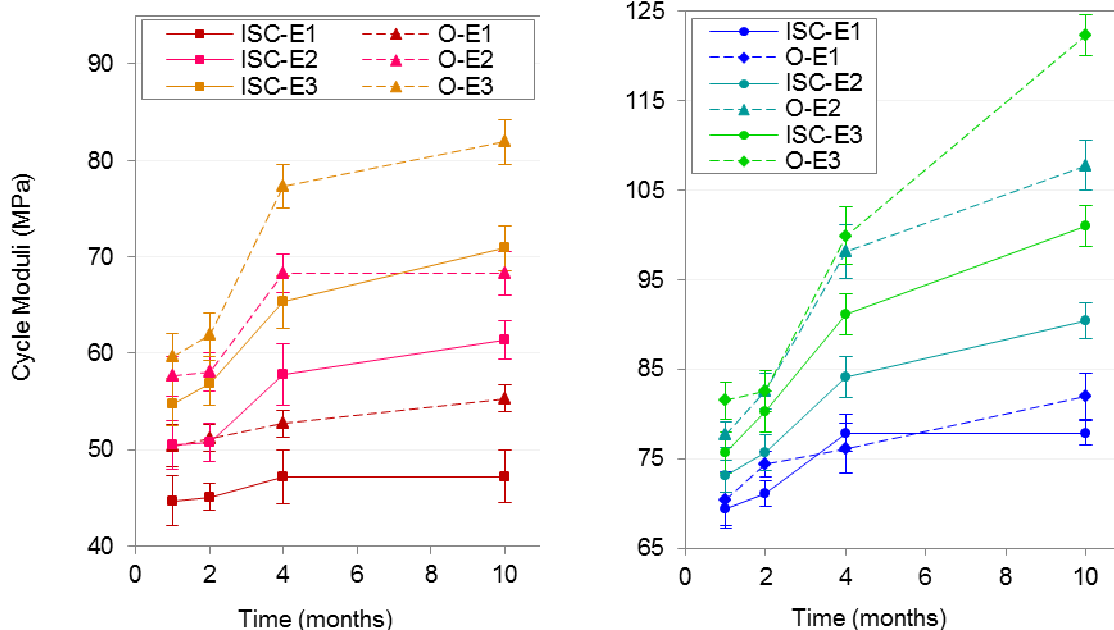 ISC-E1 O-E1
ISC-E2 O-E2
ISC-E3 O-E3
90
80
70
60
50
40
0 2 4 6 8 10
Time (months)
Cycle Moduli (MPa)
125
115
105
95
85
75
65
ISC-E1
O-E1
ISC-E2
O-E2
ISC-E3
O-E3
0 2 4 6 8 10
Time (months)